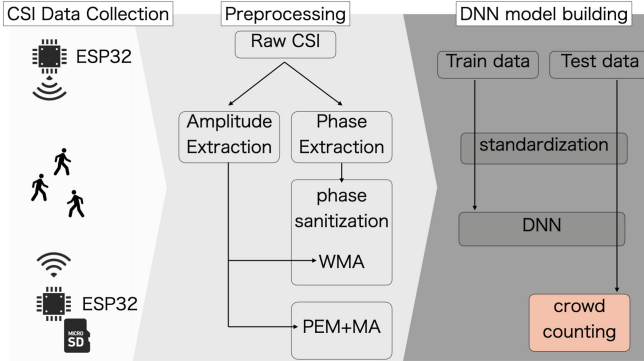 CSI Data Collection
ESP32
ESP32
MICRO
SD
Preprocessing
Raw CSI
Amplitude
Extraction
Phase
Extraction
phase
sanitization
WMA
PEM+MA
DNN model building
Train data
Test data
standardization
DNN
crowd
counting